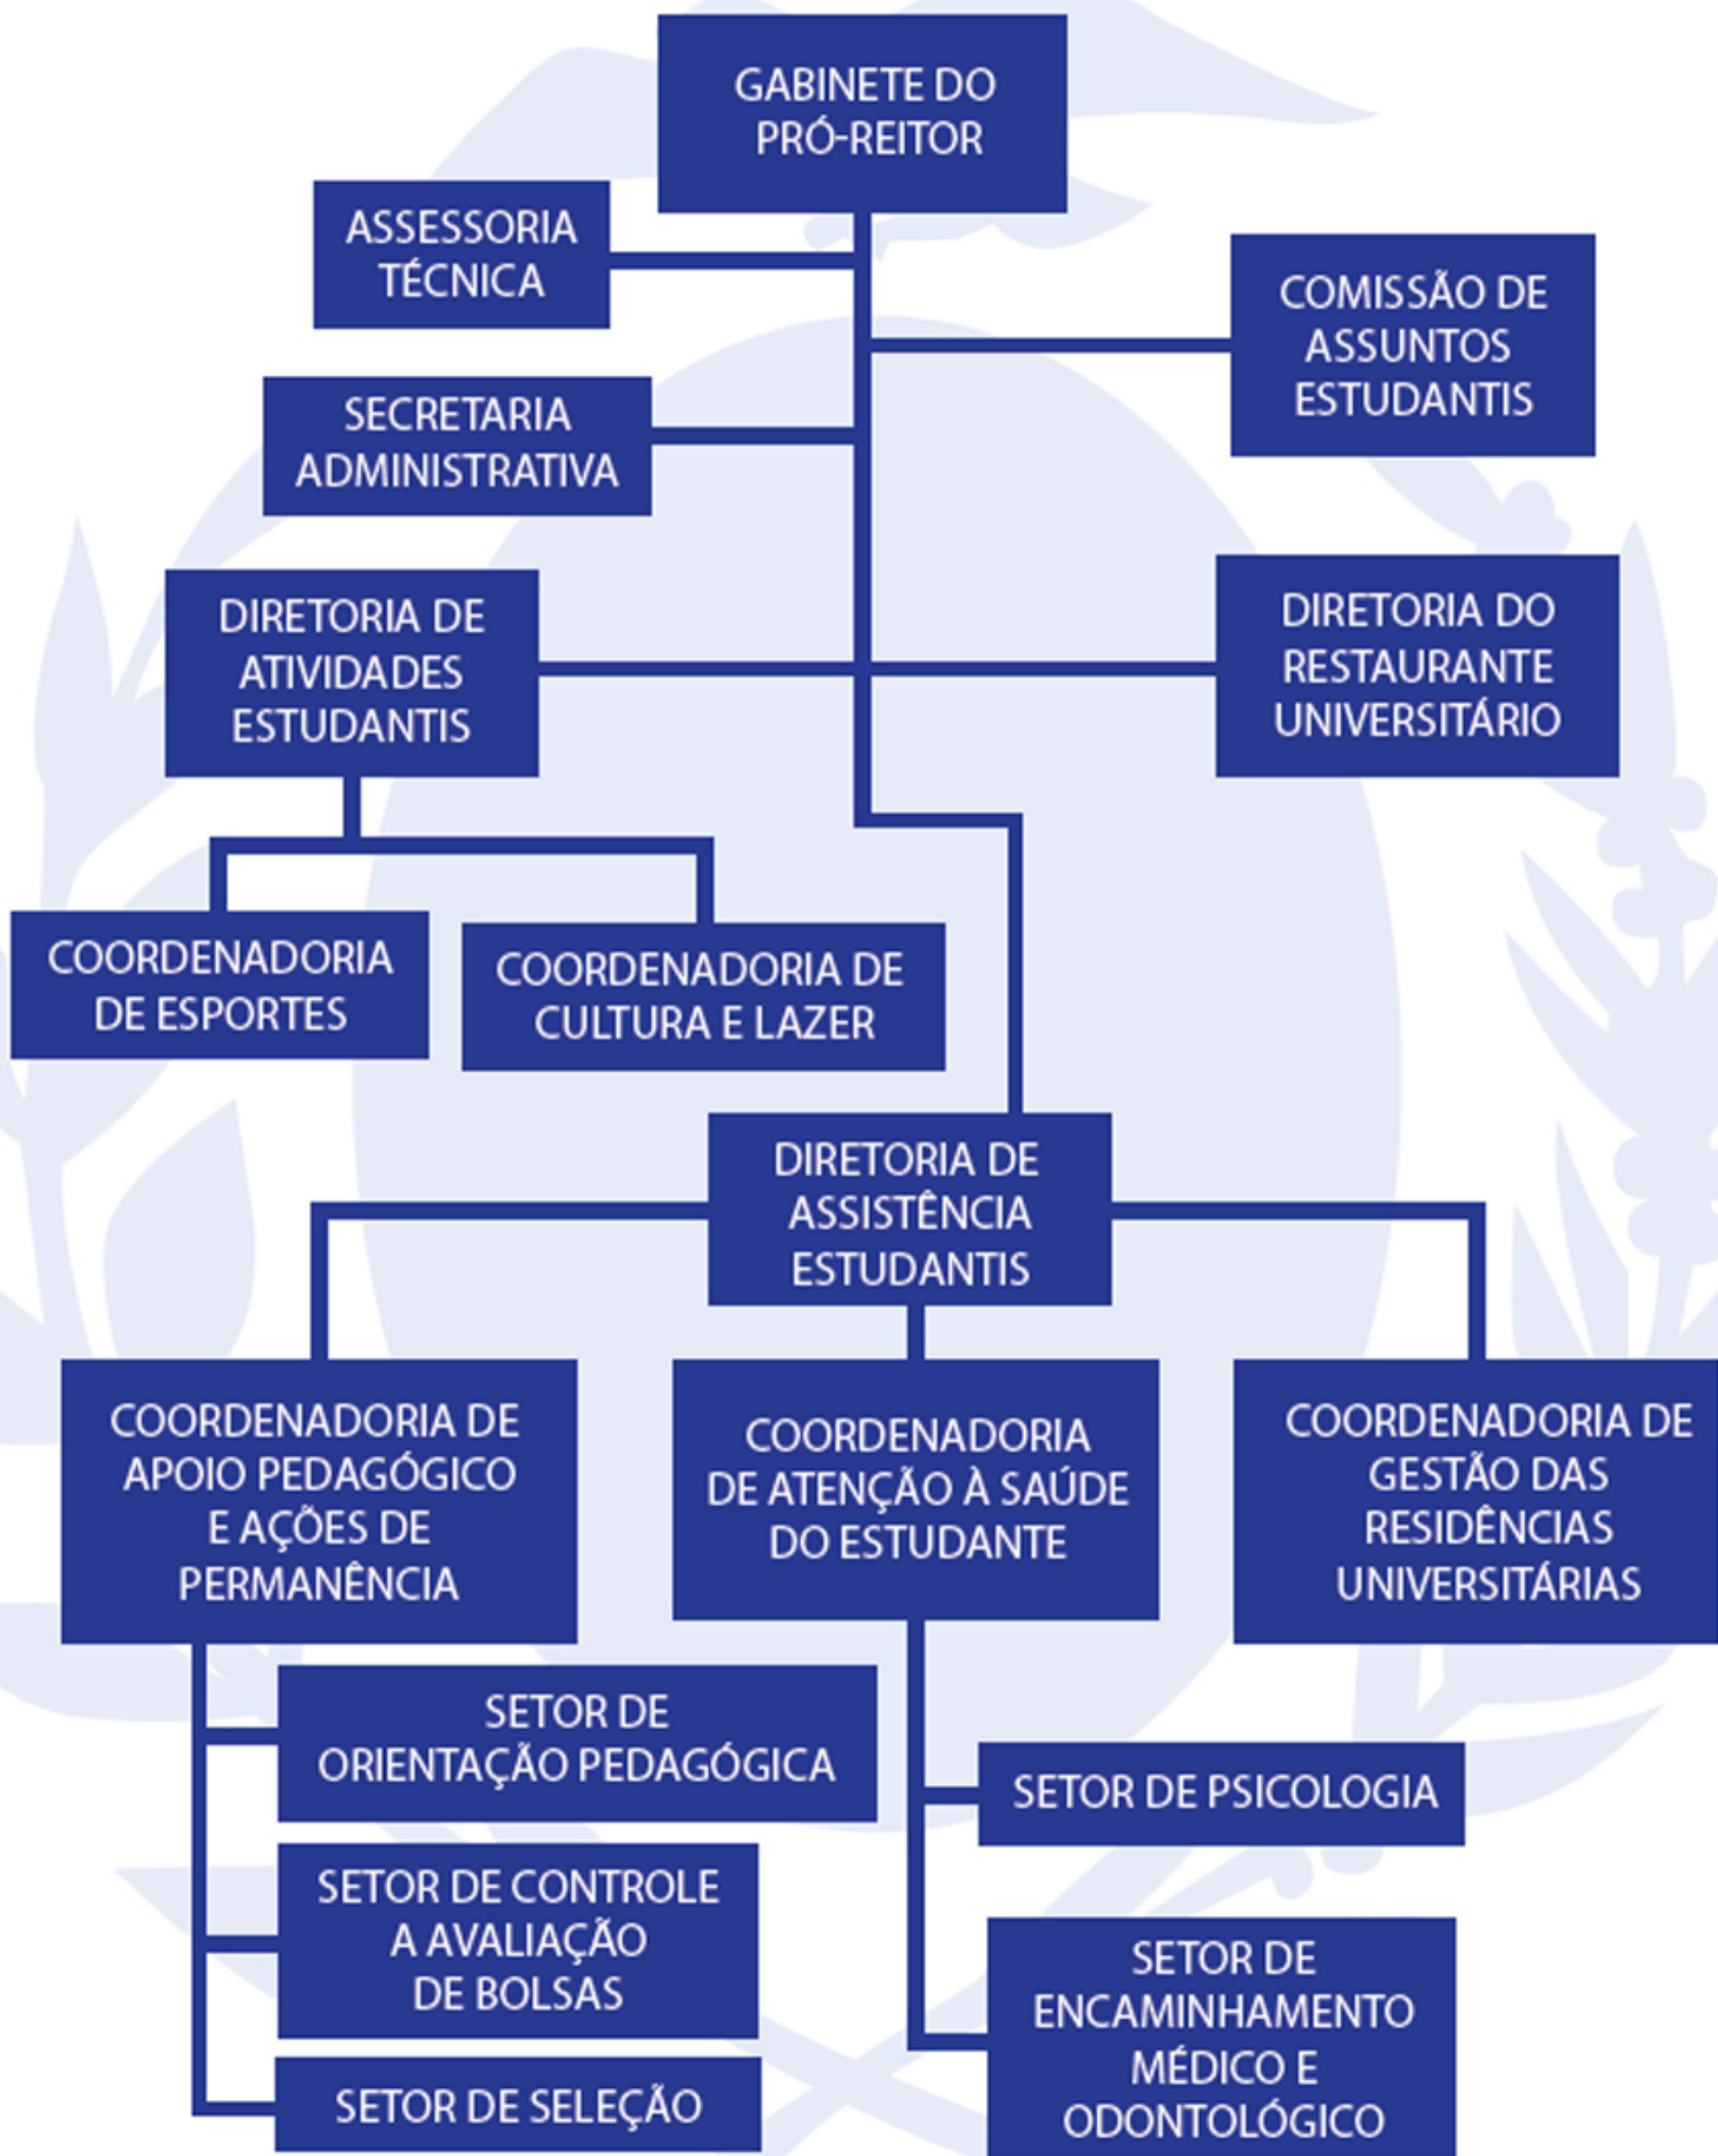 GABINETE DO
PRÓ-REITOR
ASSESSORIA
TÉCNICA
COMISSÃO DE
ASSUNTOS
ESTUDANTIS
SECRETARIA
ADMINISTRATIVA
DIRETORIA DE
ATIVIDADES
ESTUDANTIS
DIRETORIA DO
RESTAURANTE
UNIVERSITÁRIO
COORDENADORIA
DE ESPORTES
COORDENADORIA DE
CULTURA E LAZER
DIRETORIA DE
ASSISTÊNCIA
ESTUDANTIS
COORDENADORIA DE
APOIO PEDAGÓGICO
E AÇÕES DE
PERMANÊNCIA
COORDENADORIA
DE ATENÇÃO À SAÚDE
DO ESTUDANTE
COORDENADORIA DE
GESTÃO DAS
RESIDÊNCIAS
UNIVERSITÁRIAS
SETOR DE
ORIENTAÇÃO PEDAGÓGICA
SETOR DE CONTROLE
A AVALIAÇÃO
DE BOLSAS
SETOR DE SELEÇÃO
SETOR DE PSICOLOGIA
SETOR DE
ENCAMINHAMENTO
MÉDICO E
ODONTOLÓGICO